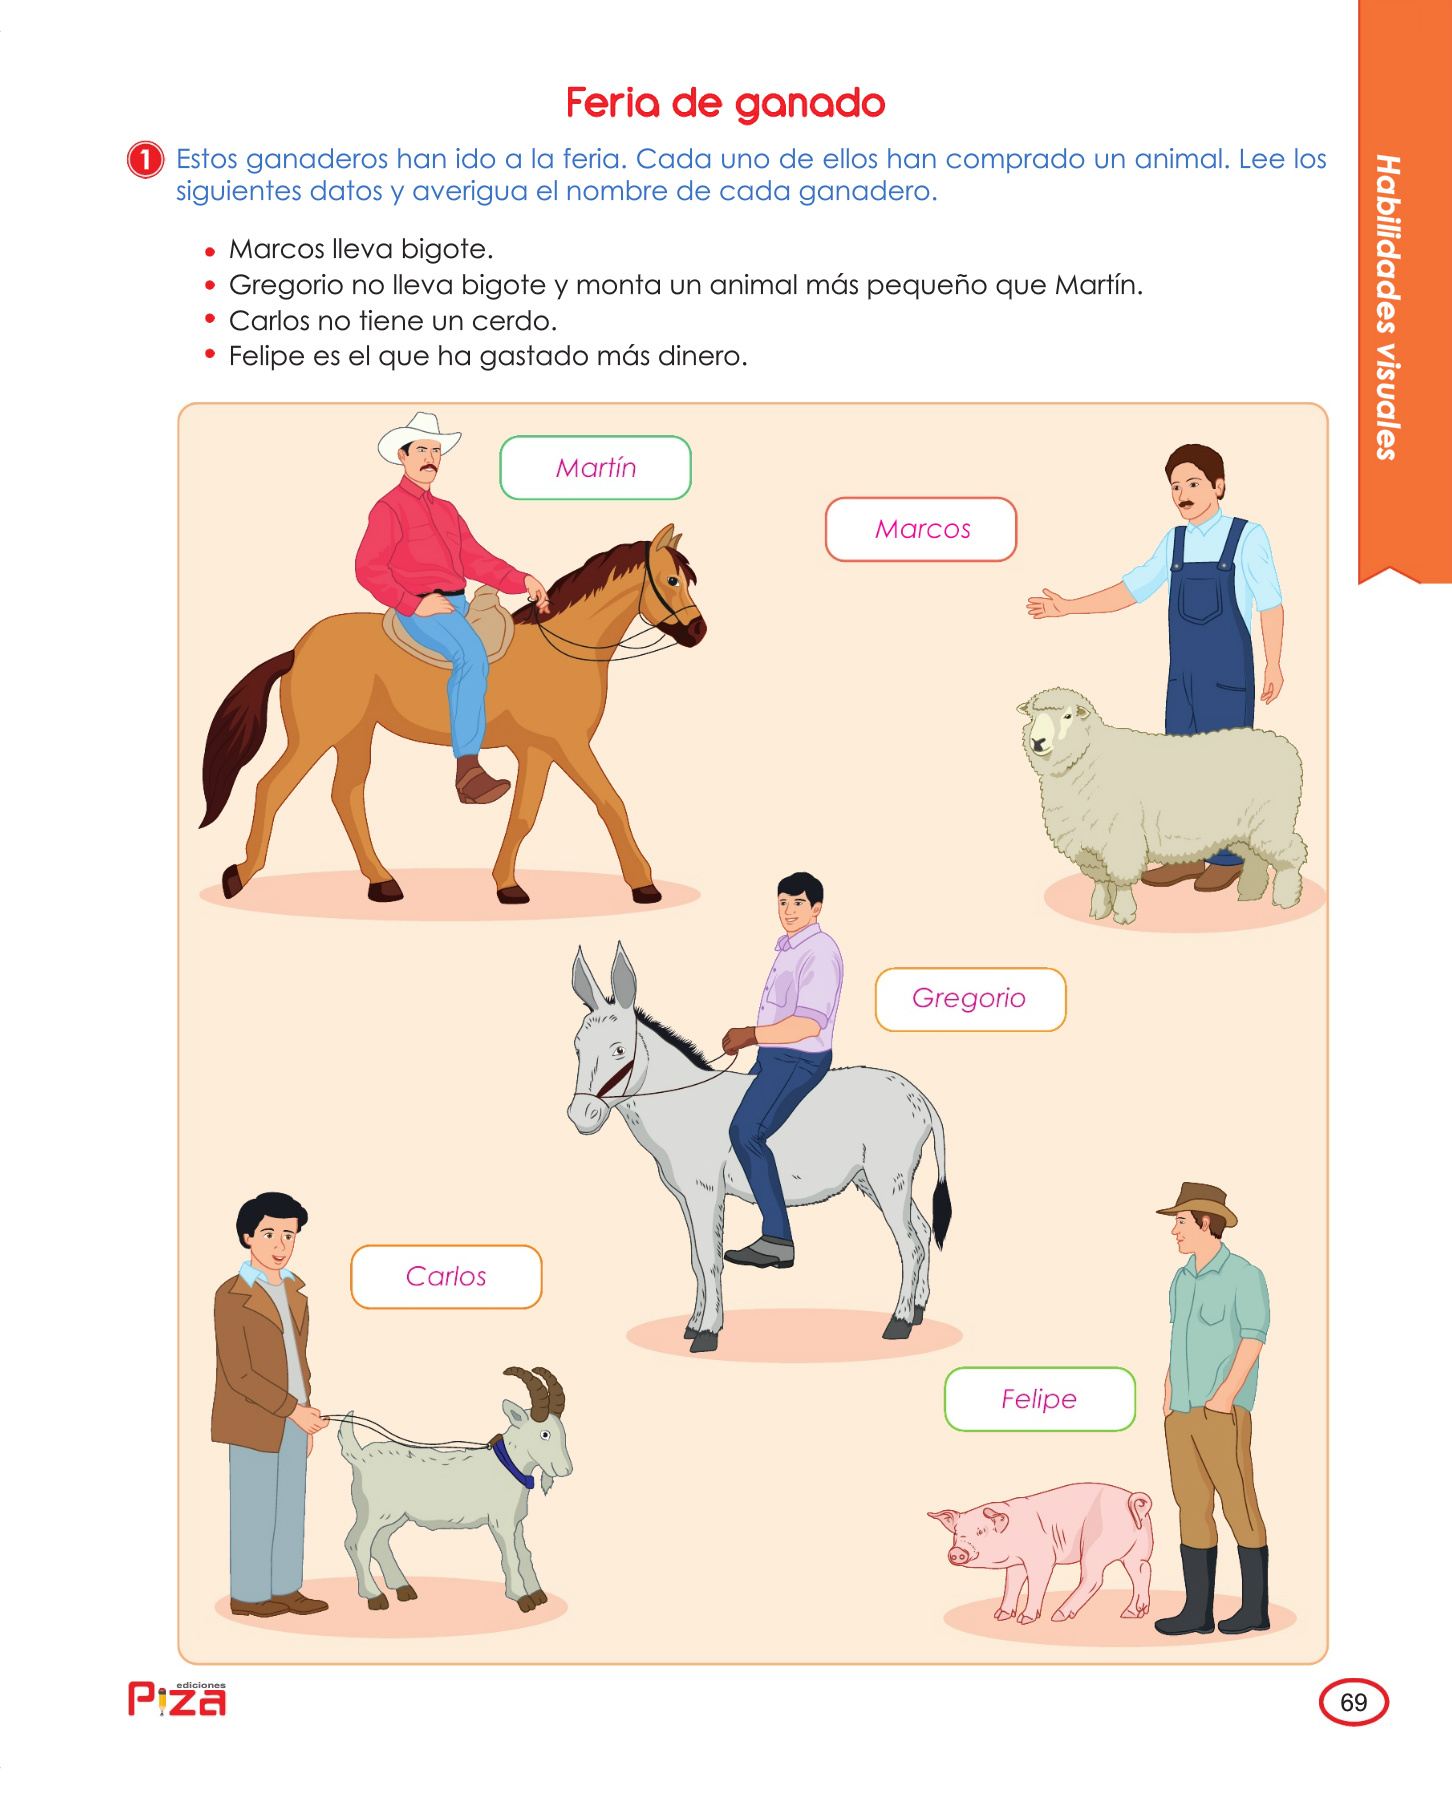 Feria de ganado
1 Estos ganaderos han ido a la feria. Cada uno de ellos han comprado un animal. Lee los
siguientes datos y averigua el nombre de cada ganadero.
• Marcos lleva bigote.
• Gregorio no lleva bigote y monta un animal más pequeño que Martín.
• Carlos no tiene un cerdo.
• Felipe es el que ha gastado más dinero.
Habilidades visuales
Martín
Marcos
Gregorio
Carlos
Felipe
ediciones
Piza
69